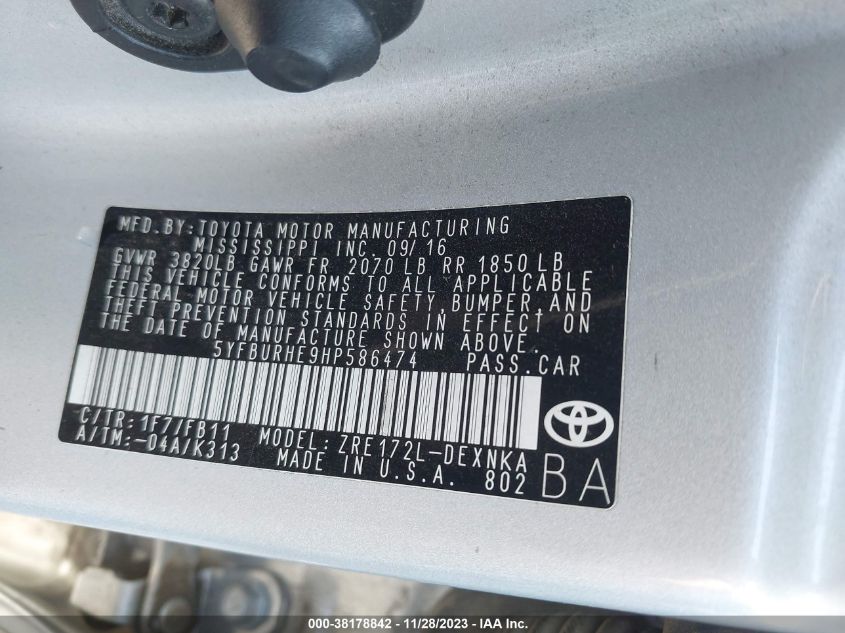 MFD. BY: TOYOTA MOTOR MANUFACTURING
MISSISSIPPI INC. 09/16
GVWR 3820LB GAWR FR 2070 LB RR 1850 LB
THIS VEHICLE CONFORMS TO ALL APPLICABLE
FEDERAL MOTOR VEHICLE SAFETY, BUMPER, AND
THEFT PREVENTION STANDARDS IN EFFECT ON
THE DATE OF MANUFACTURE SHOWN ABOVE.
5YFBURHE9HP586474 PASS. CAR
C/TR: 1F7/FB11
A/TM: -04A/K313
MODEL: ZRE172L-DEXNKA
MADE IN U.S.A. 802
BA
000-38178842 / 11/28/2023 - IAA Inc.